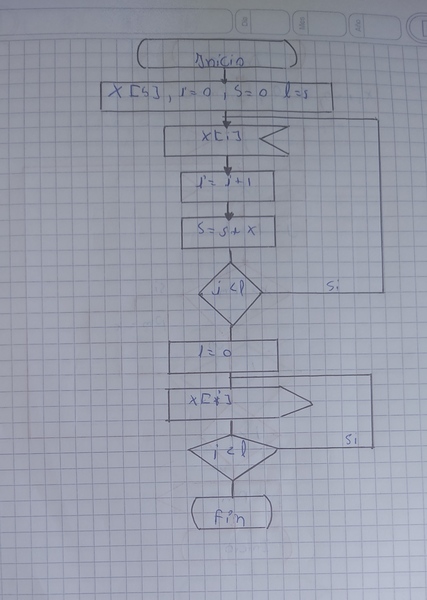 Inicio
X[5], i=0, S=0 l=5
X[i]
i=i+1
S=S+X
i<l
Si
i=0
X[i]
i<l
Si
Fin